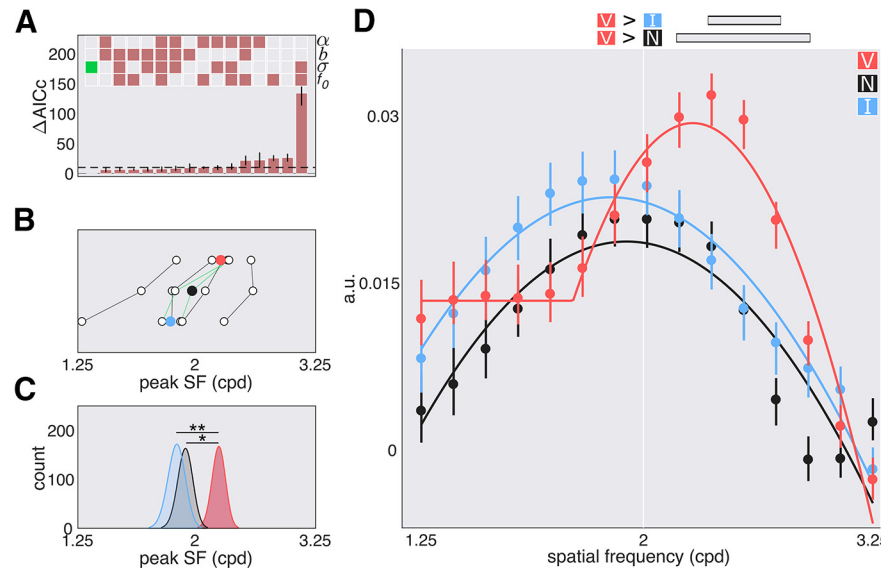 A
ΔAICc
200
150
100
50
0
α
b
σ
f0
B
1.25
2
3.25
peak SF (cpd)
C
**
*
count
200
100
0
1.25
2
3.25
peak SF (cpd)
D
V > I
V > N
V
N
I
a.u.
0.03
0.015
0
1.25
2
3.25
spatial frequency (cpd)